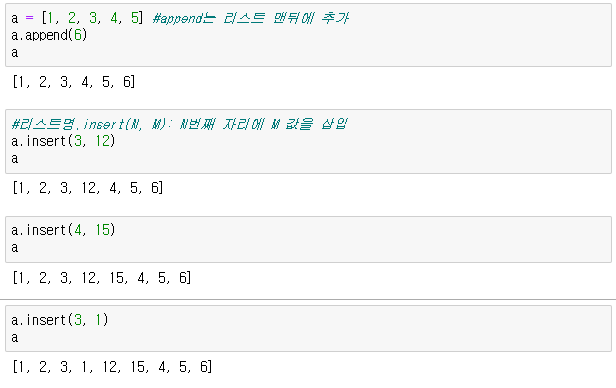 a = [1, 2, 3, 4, 5] #append는 리스트 맨뒤에 추가
a.append(6)
a
[1, 2, 3, 4, 5, 6]
#리스트명.insert(N, M): N번째 자리에 M 값을 삽입
a.insert(3, 12)
a
[1, 2, 3, 12, 4, 5, 6]
a.insert(4, 15)
a
[1, 2, 3, 12, 15, 4, 5, 6]
a.insert(3, 1)
a
[1, 2, 3, 1, 12, 15, 4, 5, 6]